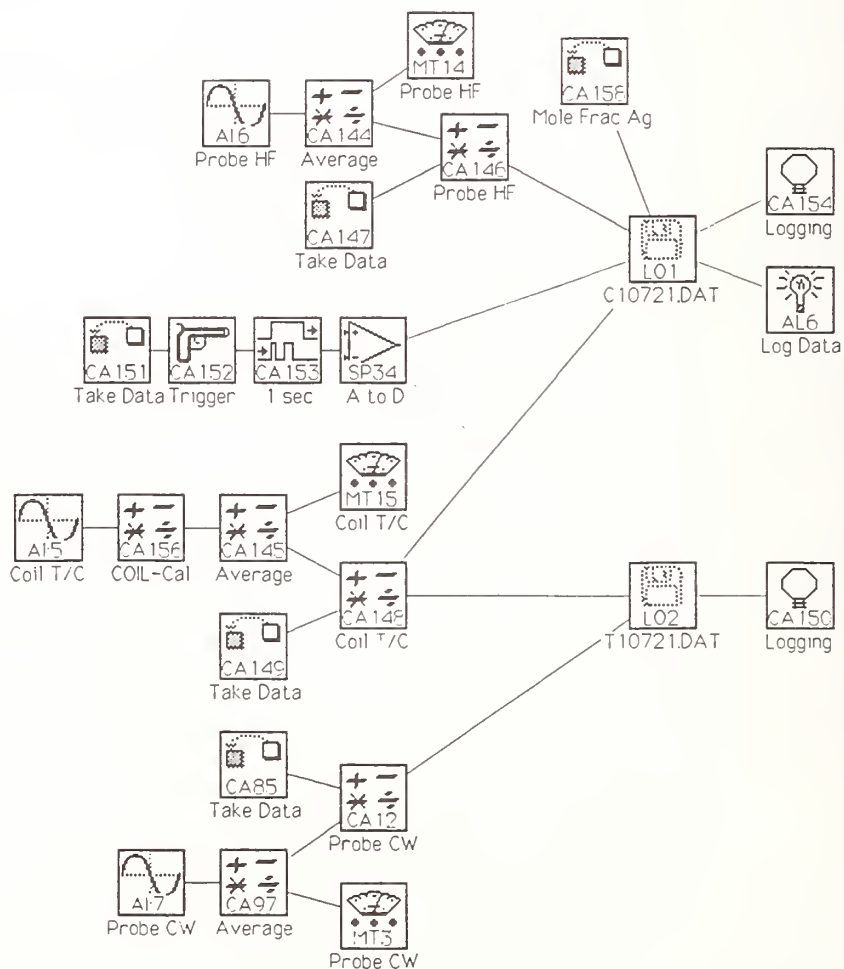 MT14
Probe HF
AI6
Probe HF
CA144
Average
CA146
Probe HF
CA147
Take Data
CA158
Mole Frac Ag
LO1
C10721.DAT
CA154
Logging
AL6
Log Data
CA151
Take Data
CA152
Trigger
CA153
1 sec
SP34
A to D
MT15
Coil T/C
AI5
Coil T/C
CA156
COIL-Cal
CA145
Average
CA148
Coil T/C
CA149
Take Data
LO2
T10721.DAT
CA150
Logging
CA85
Take Data
CA12
Probe CW
AI7
Probe CW
CA97
Average
MT3
Probe CW